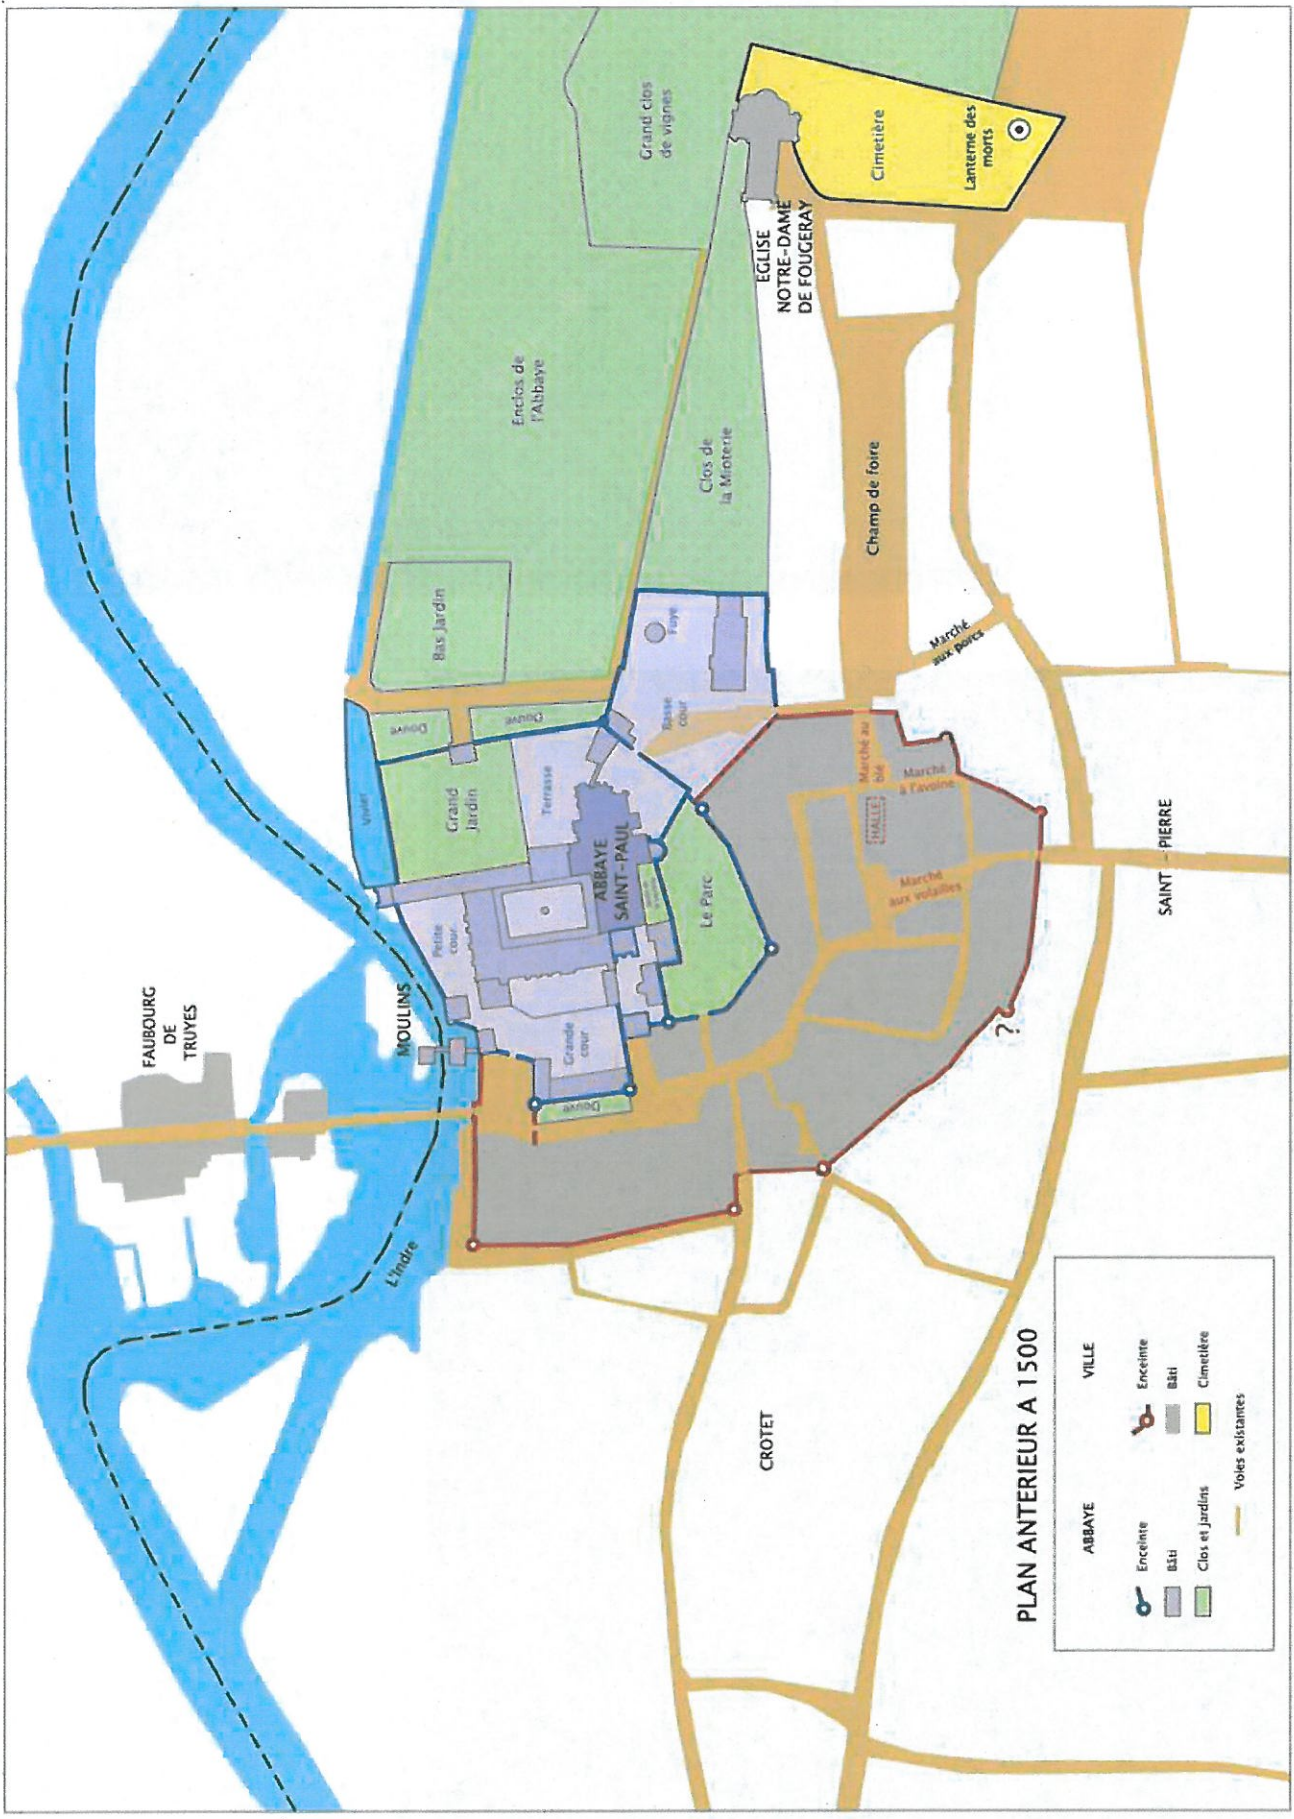 FAUBOURG
DE
TRUYES
MOULINS
L'Indre
Vivier
Petite
cour
Grand
Jardin
Douve
Bas Jardin
Douve
Enclos de
l'Abbaye
Grand clos
de vignes
Terrasse
Grande
cour
Douve
ABBAYE
SAINT-PAUL
Le Parc
Basse
cour
Fuye
Clos de
la Mioterie
EGLISE
NOTRE-DAME
DE FOUGERAY
Cimetière
Lanterne des
morts
Champ de foire
Marché
aux porcs
Marché au
blé
HALLE
Marché
à l'avoine
Marché
aux volailles
?
CROTET
SAINT - PIERRE
PLAN ANTERIEUR A 1500
ABBAYE
VILLE
Enceinte
Enceinte
Bâti
Bâti
Clos et jardins
Cimetière
Voies existantes